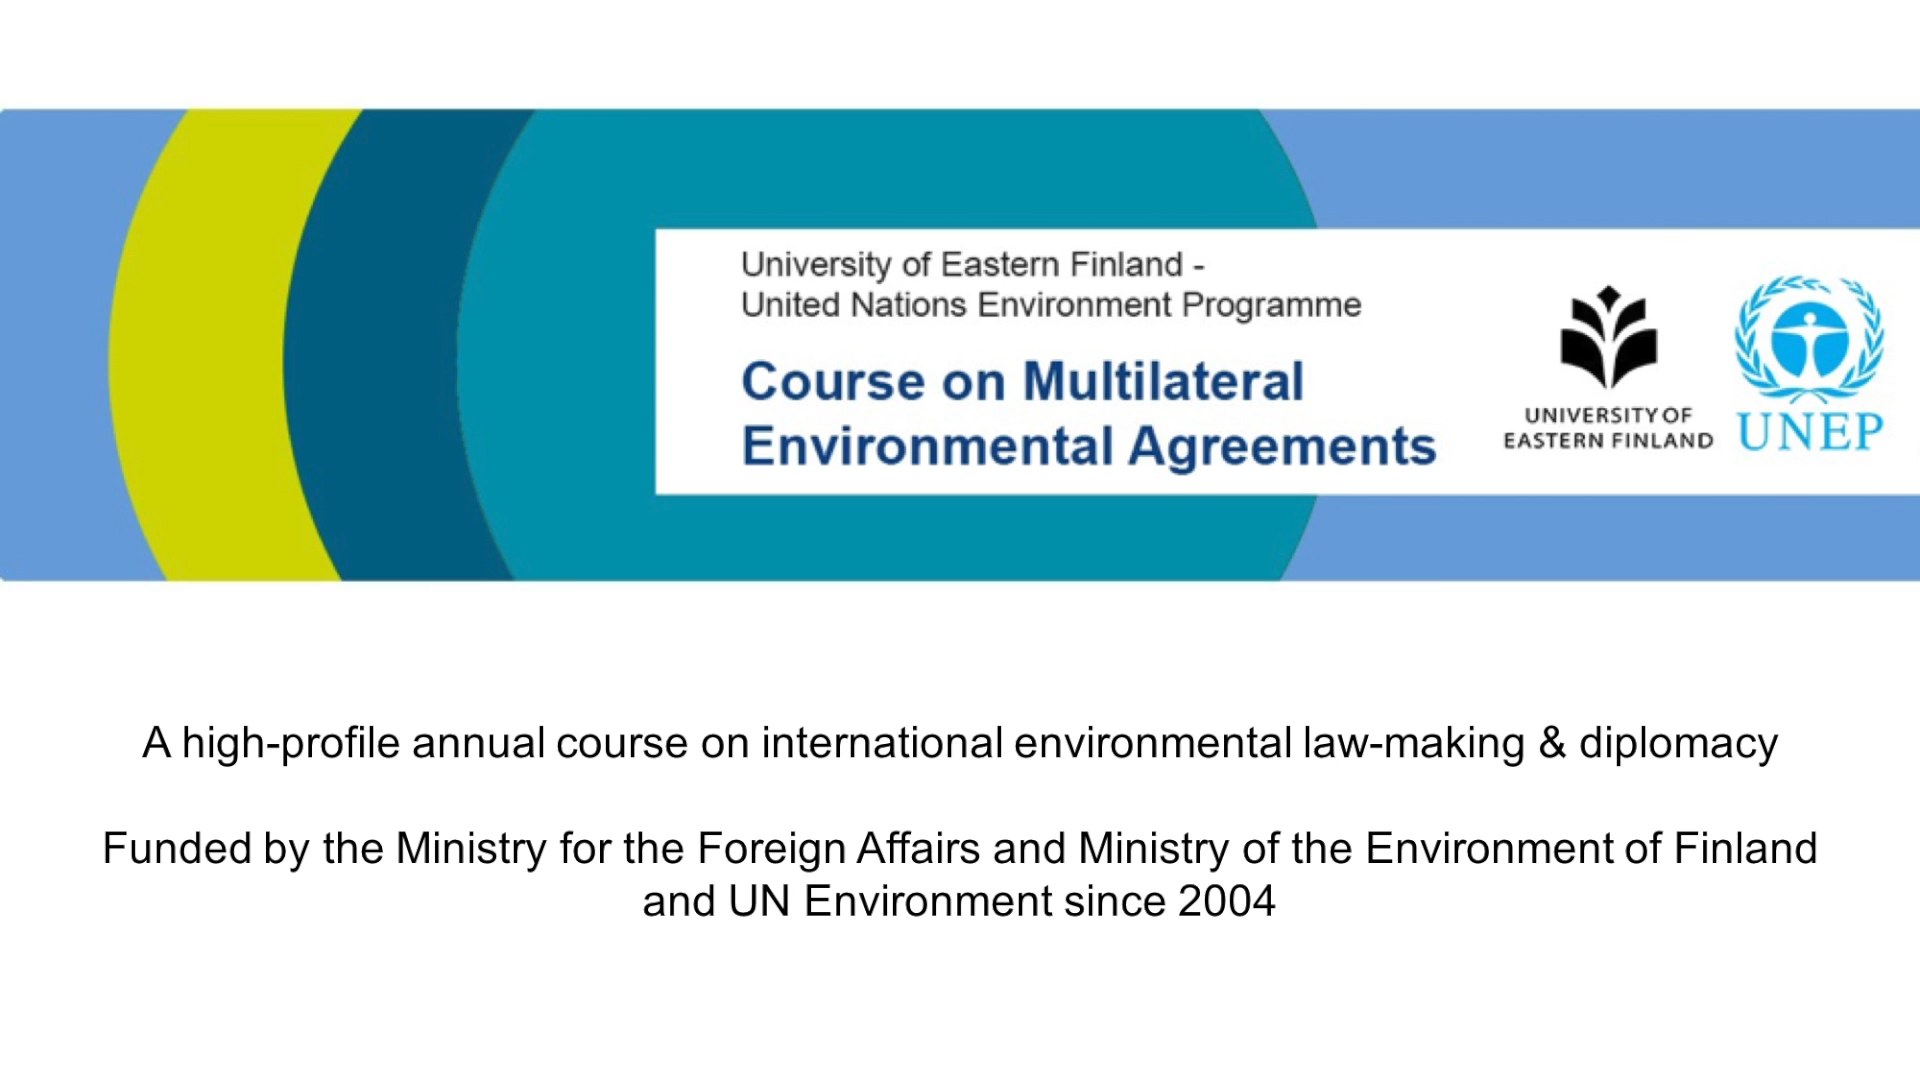 University of Eastern Finland -
United Nations Environment Programme
Course on Multilateral
Environmental Agreements
UNIVERSITY OF
EASTERN FINLAND
UNEP
A high-profile annual course on international environmental law-making & diplomacy
Funded by the Ministry for the Foreign Affairs and Ministry of the Environment of Finland
and UN Environment since 2004